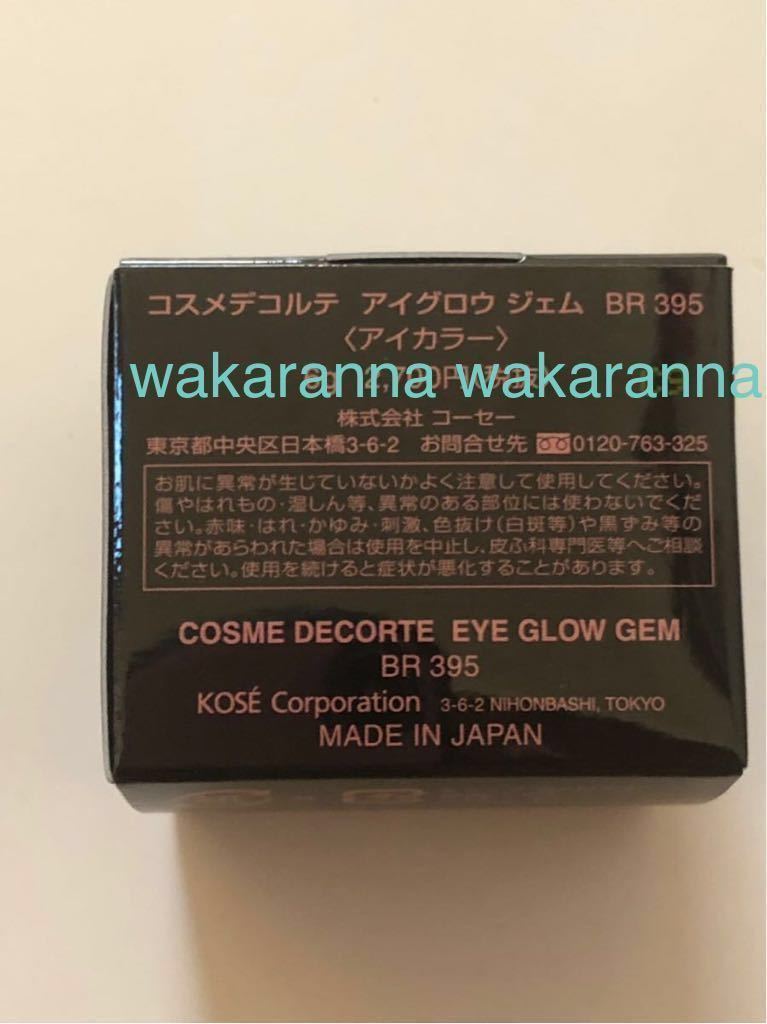 コスメデコルテ アイグロウ ジェム BR 395
〈アイカラー〉
wakaranna wakaranna
6g 2,700円(税抜)
株式会社 コーセー
東京都中央区日本橋3-6-2 お問合せ先 0120-763-325
お肌に異常が生じていないかよく注意して使用してください。
傷やはれもの・湿しん等、異常のある部位には使わないでくだ
さい。赤味・はれ・かゆみ・刺激、色抜け(白斑等)や黒ずみ等の
異常があらわれた場合は使用を中止し、皮ふ科専門医等へご相談
ください。使用を続けると症状が悪化することがあります。
COSME DECORTE EYE GLOW GEM
BR 395
KOSÉ Corporation 3-6-2 NIHONBASHI, TOKYO
MADE IN JAPAN